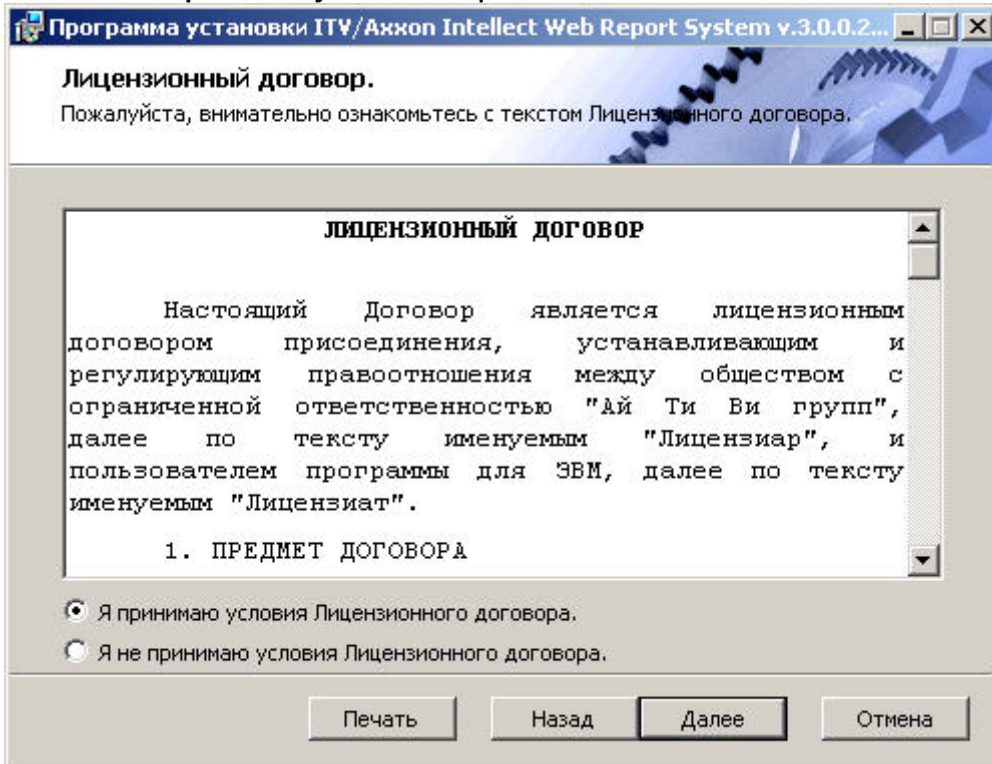 Программа установки ITV/Axxon Intellect Web Report System v.3.0.0.2...
Лицензионный договор.
Пожалуйста, внимательно ознакомьтесь с текстом Лицензионного договора.
ЛИЦЕНЗИОННЫЙ ДОГОВОР
Настоящий Договор является лицензионным
договором присоединения, устанавливающим и
регулирующим правоотношения между обществом с
ограниченной ответственностью "Ай Ти Ви групп",
далее по тексту именуемым "Лицензиар", и
пользователем программы для ЭВМ, далее по тексту
именуемым "Лицензиат".
1. ПРЕДМЕТ ДОГОВОРА
Я принимаю условия Лицензионного договора.
Я не принимаю условия Лицензионного договора.
Печать Назад Далее Отмена